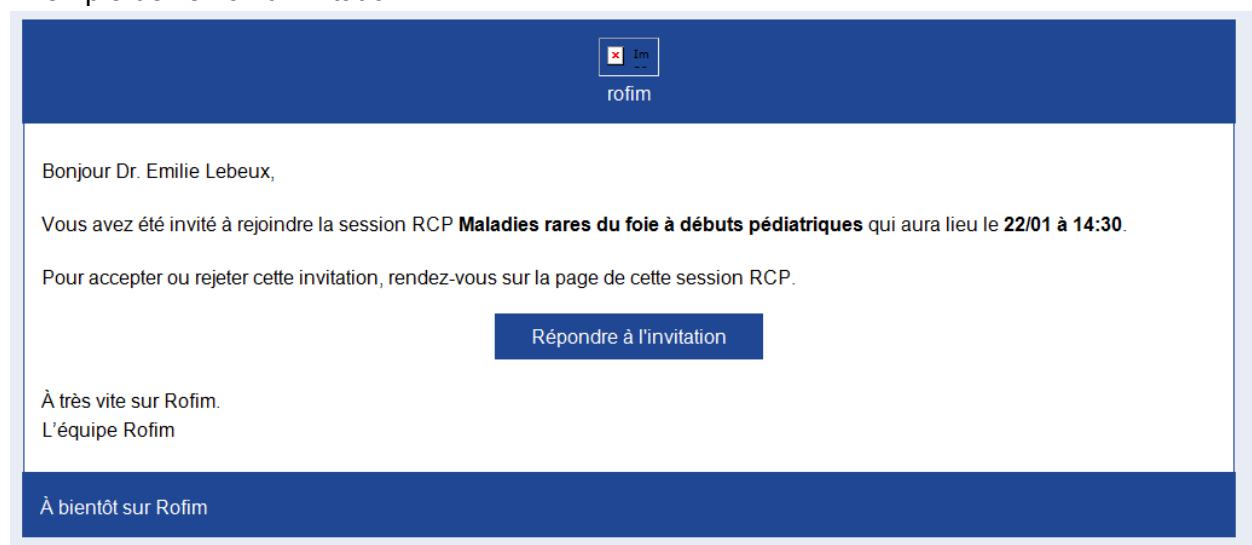 Im
rofim
Bonjour Dr. Emilie Lebeux,
Vous avez été invité à rejoindre la session RCP Maladies rares du foie à débuts pédiatriques qui aura lieu le 22/01 à 14:30.
Pour accepter ou rejeter cette invitation, rendez-vous sur la page de cette session RCP.
Répondre à l'invitation
À très vite sur Rofim.
L'équipe Rofim
À bientôt sur Rofim